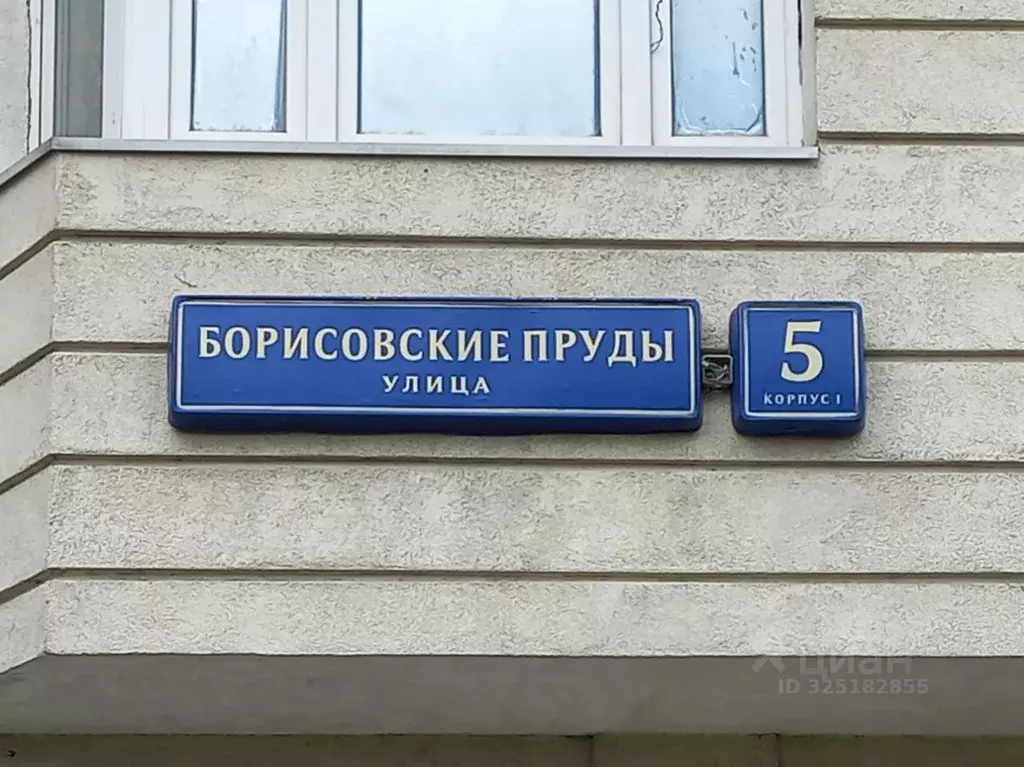 БОРИСОВСКИЕ ПРУДЫ
УЛИЦА
5
КОРПУС 1
циан
ID 325182855